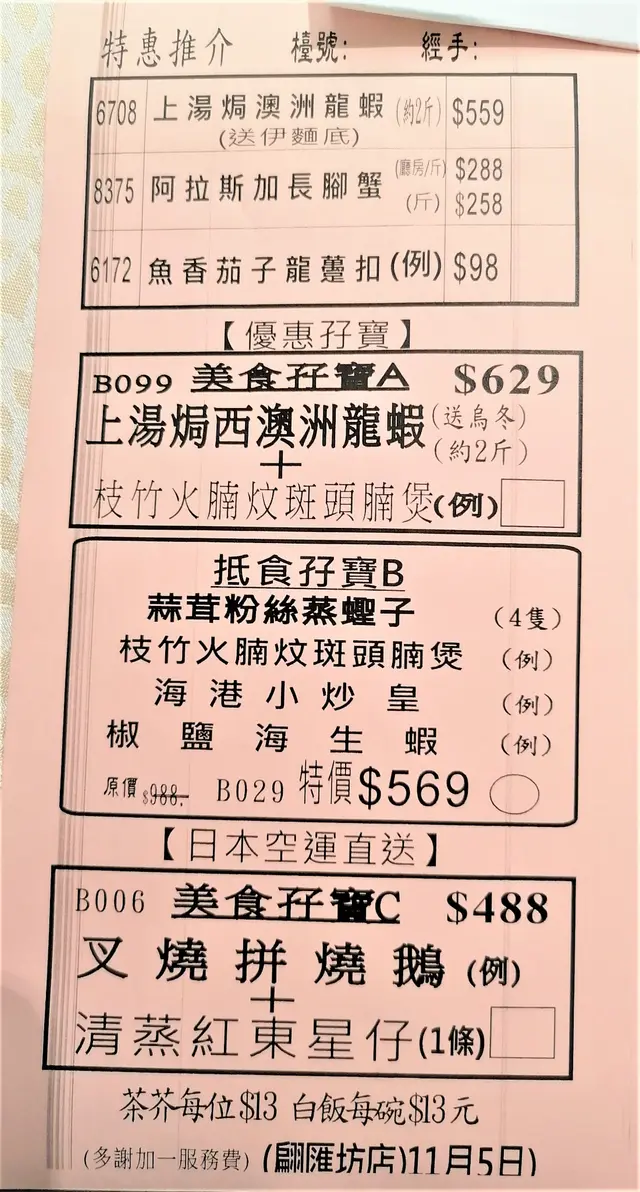 特惠推介 檯號: 經手:
6708 上湯焗澳洲龍蝦 (約2斤) $559
(送伊麵底)
8375 阿拉斯加長腳蟹 (廳房/斤) $288
(斤) $258
6172 魚香茄子龍躉扣(例) $98
【優惠孖寶】
B099 美食孖寶A $629
上湯焗西澳洲龍蝦 (送烏冬)
(約2斤)
+
枝竹火腩炆斑頭腩煲(例)
抵食孖寶B
蒜茸粉絲蒸蟶子 (4隻)
枝竹火腩炆斑頭腩煲 (例)
海港小炒皇 (例)
椒鹽海生蝦 (例)
原價$988. B029 特價$569
【日本空運直送】
B006 美食孖寶C $488
叉燒拼燒鵝 (例)
+
清蒸紅東星仔(1條)
茶芥每位$13 白飯每碗$13元
(多謝加一服務費) (翩匯坊店)11月5日)